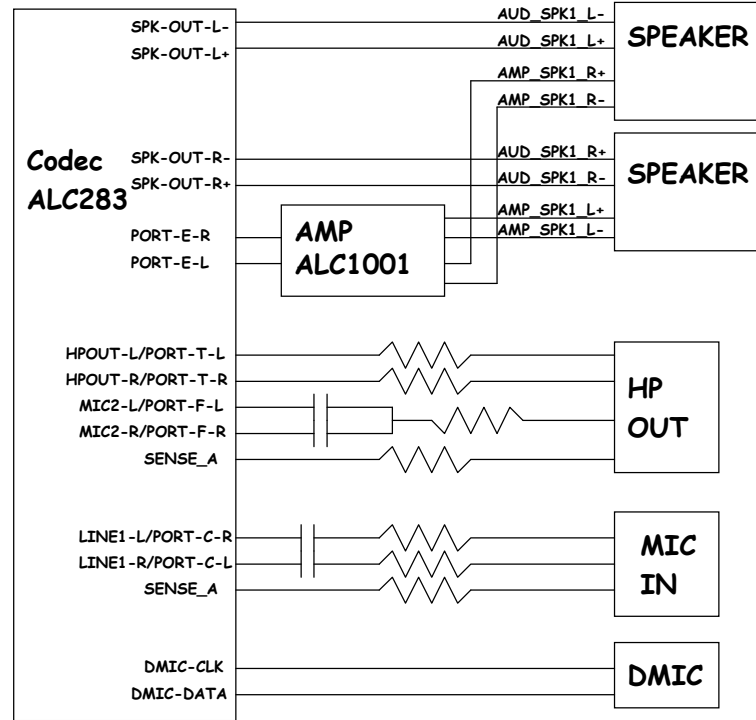 SPK-OUT-L-
SPK-OUT-L+
Codec
ALC283
SPK-OUT-R-
SPK-OUT-R+
PORT-E-R
PORT-E-L
AMP
ALC1001
AUD_SPK1_L-
AUD_SPK1_L+
AMP_SPK1_R+
AMP_SPK1_R-
SPEAKER
AUD_SPK1_R+
AUD_SPK1_R-
AMP_SPK1_L+
AMP_SPK1_L-
SPEAKER
HPOUT-L/PORT-T-L
HPOUT-R/PORT-T-R
MIC2-L/PORT-F-L
MIC2-R/PORT-F-R
SENSE_A
HP
OUT
LINE1-L/PORT-C-R
LINE1-R/PORT-C-L
SENSE_A
MIC
IN
DMIC-CLK
DMIC-DATA
DMIC